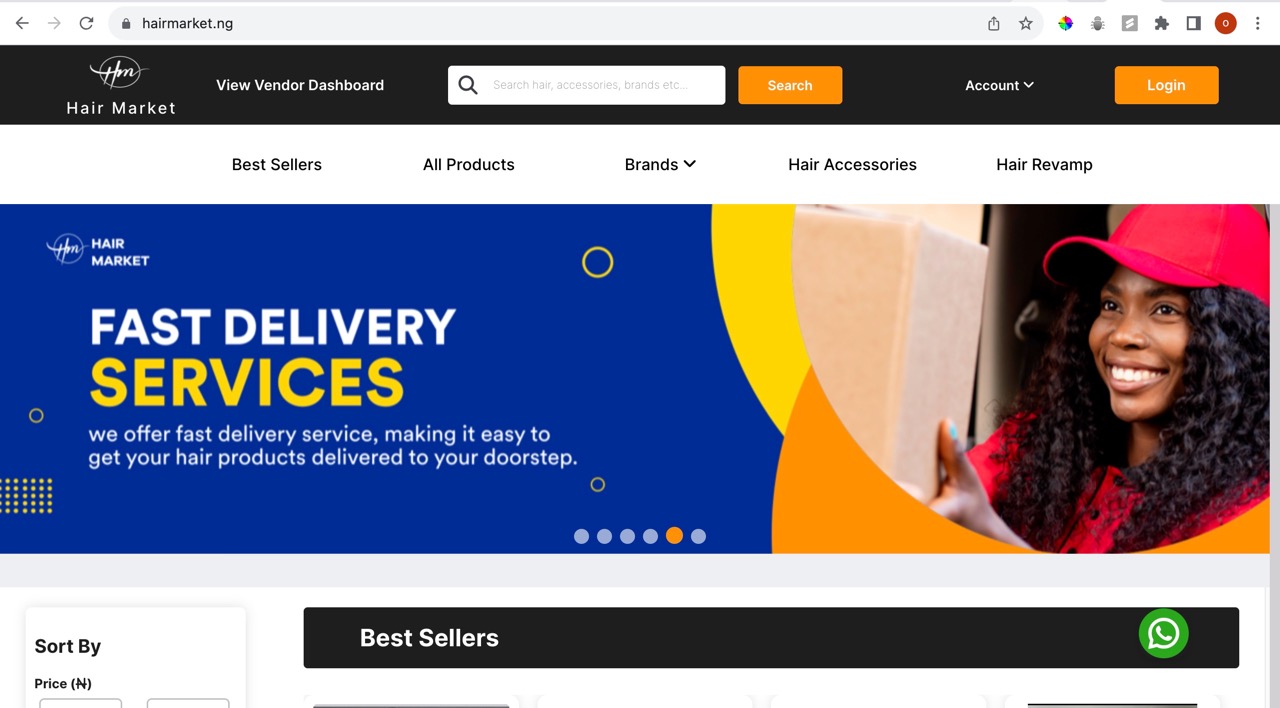 hairmarket.ng
O
Hm
Hair Market
View Vendor Dashboard
Search hair, accessories, brands etc...
Search
Account
Login
Best Sellers
All Products
Brands
Hair Accessories
Hair Revamp
Hm HAIR
MARKET
FAST DELIVERY
SERVICES
we offer fast delivery service, making it easy to
get your hair products delivered to your doorstep.
Sort By
Best Sellers
Price (₦)